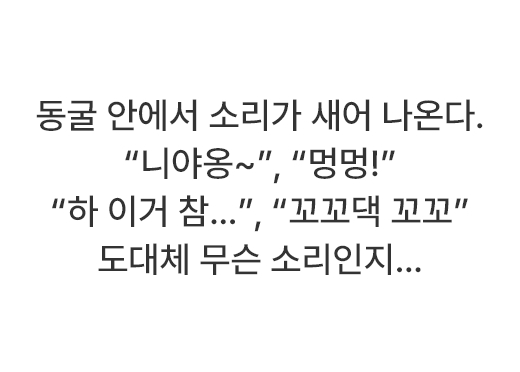 동굴 안에서 소리가 새어 나온다.
“니야옹~”, “멍멍!”
“하 이거 참...”, “꼬꼬댁 꼬꼬”
도대체 무슨 소리인지...